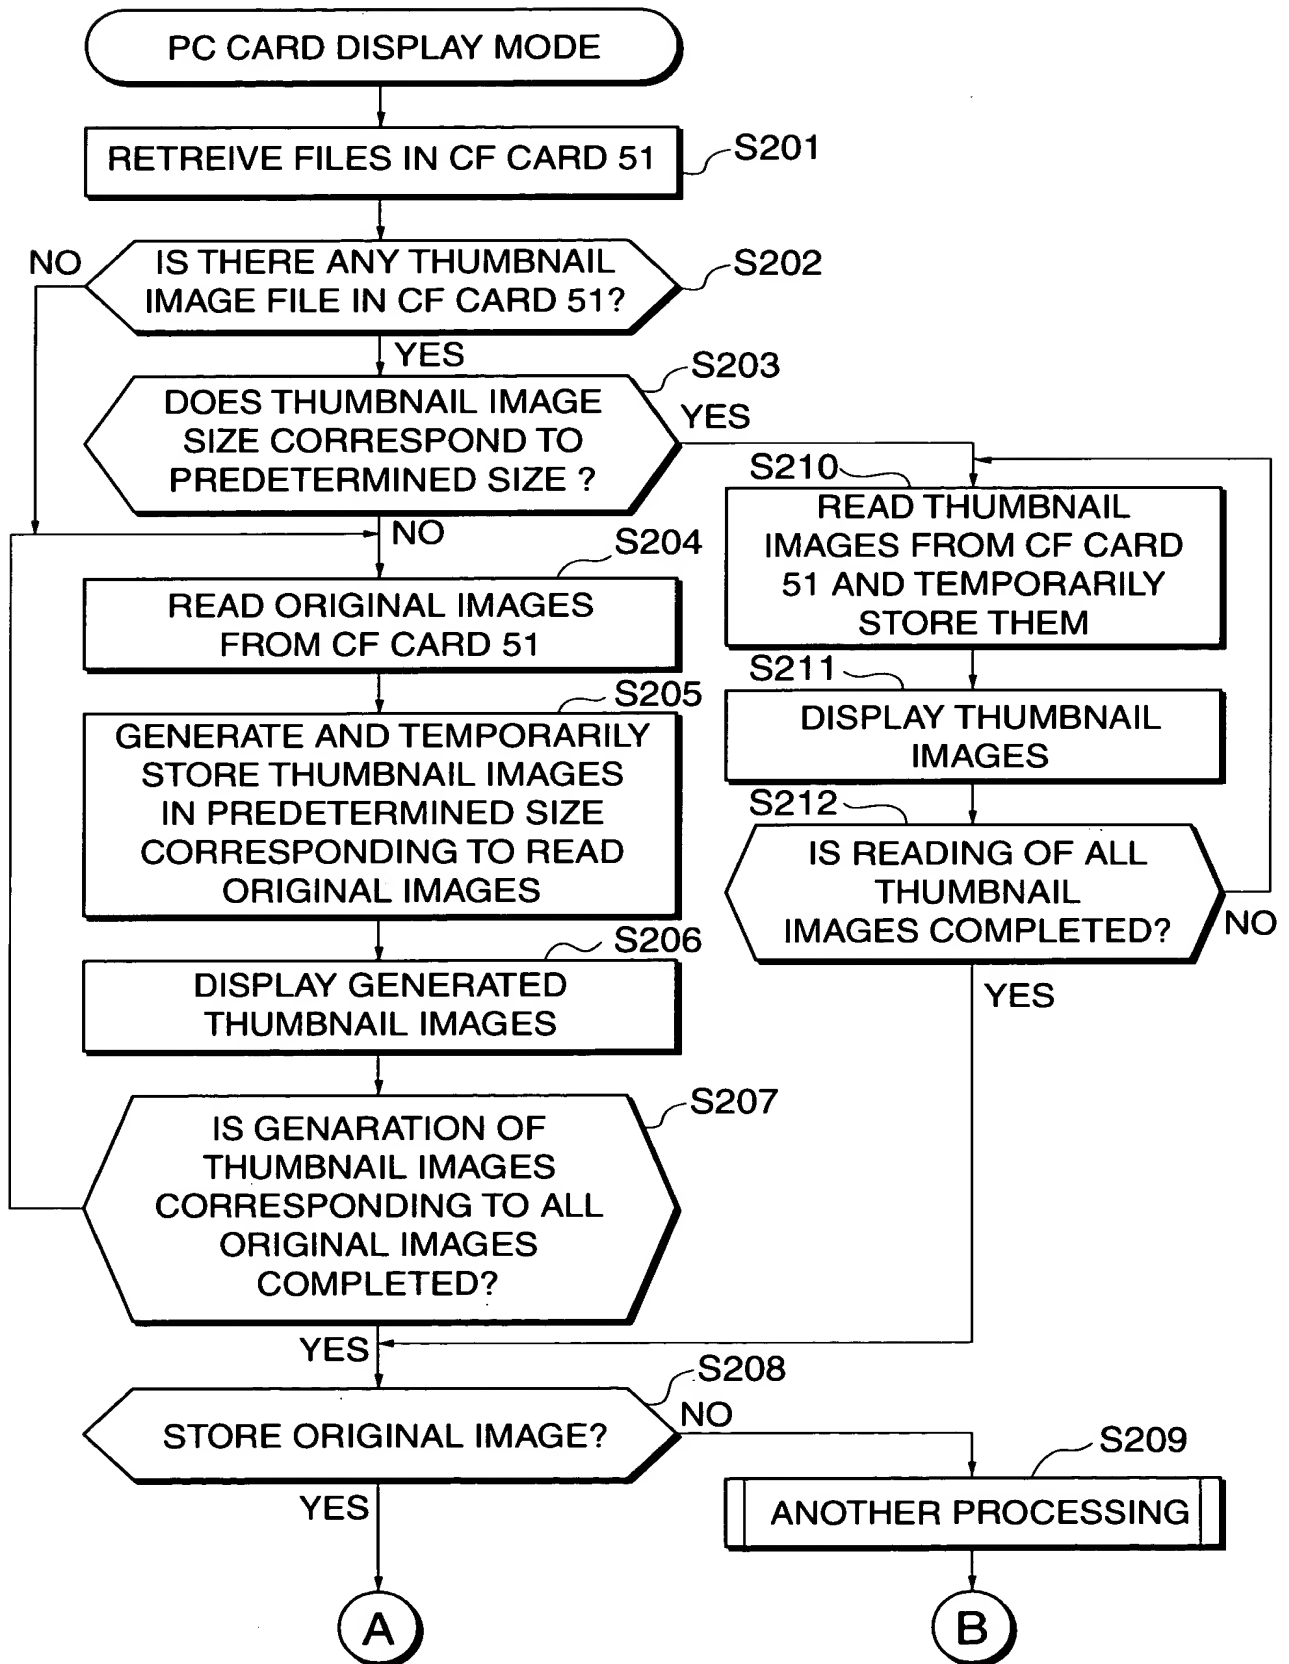 PC CARD DISPLAY MODE
RETREIVE FILES IN CF CARD 51
S201
IS THERE ANY THUMBNAIL
IMAGE FILE IN CF CARD 51?
S202
NO
YES
DOES THUMBNAIL IMAGE
SIZE CORRESPOND TO
PREDETERMINED SIZE ?
S203
YES
NO
READ ORIGINAL IMAGES
FROM CF CARD 51
S204
GENERATE AND TEMPORARILY
STORE THUMBNAIL IMAGES
IN PREDETERMINED SIZE
CORRESPONDING TO READ
ORIGINAL IMAGES
S205
DISPLAY GENERATED
THUMBNAIL IMAGES
S206
IS GENARATION OF
THUMBNAIL IMAGES
CORRESPONDING TO ALL
ORIGINAL IMAGES
COMPLETED?
S207
YES
S210
READ THUMBNAIL
IMAGES FROM CF CARD
51 AND TEMPORARILY
STORE THEM
S211
DISPLAY THUMBNAIL
IMAGES
S212
IS READING OF ALL
THUMBNAIL
IMAGES COMPLETED?
NO
YES
STORE ORIGINAL IMAGE?
S208
NO
YES
S209
ANOTHER PROCESSING
A
B